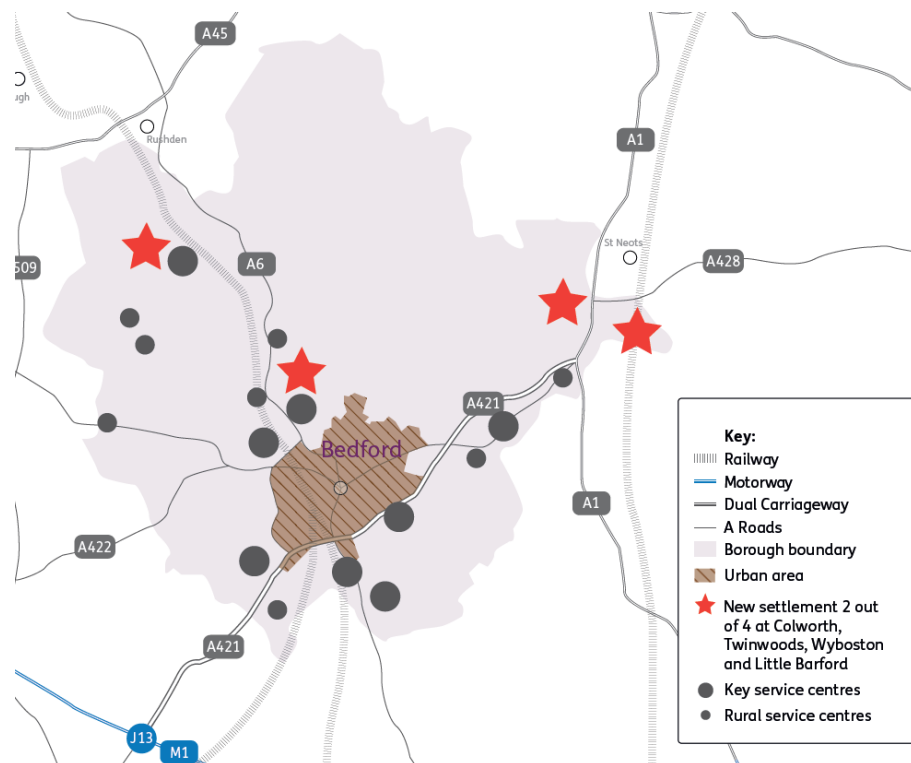 A45
ugh
Rushden
A1
St Neots
A428
A6
509
A421
Bedford
A1
A422
A421
J13
M1
Key:
Railway
Motorway
Dual Carriageway
A Roads
Borough boundary
Urban area
New settlement 2 out
of 4 at Colworth,
Twinwoods, Wyboston
and Little Barford
Key service centres
Rural service centres